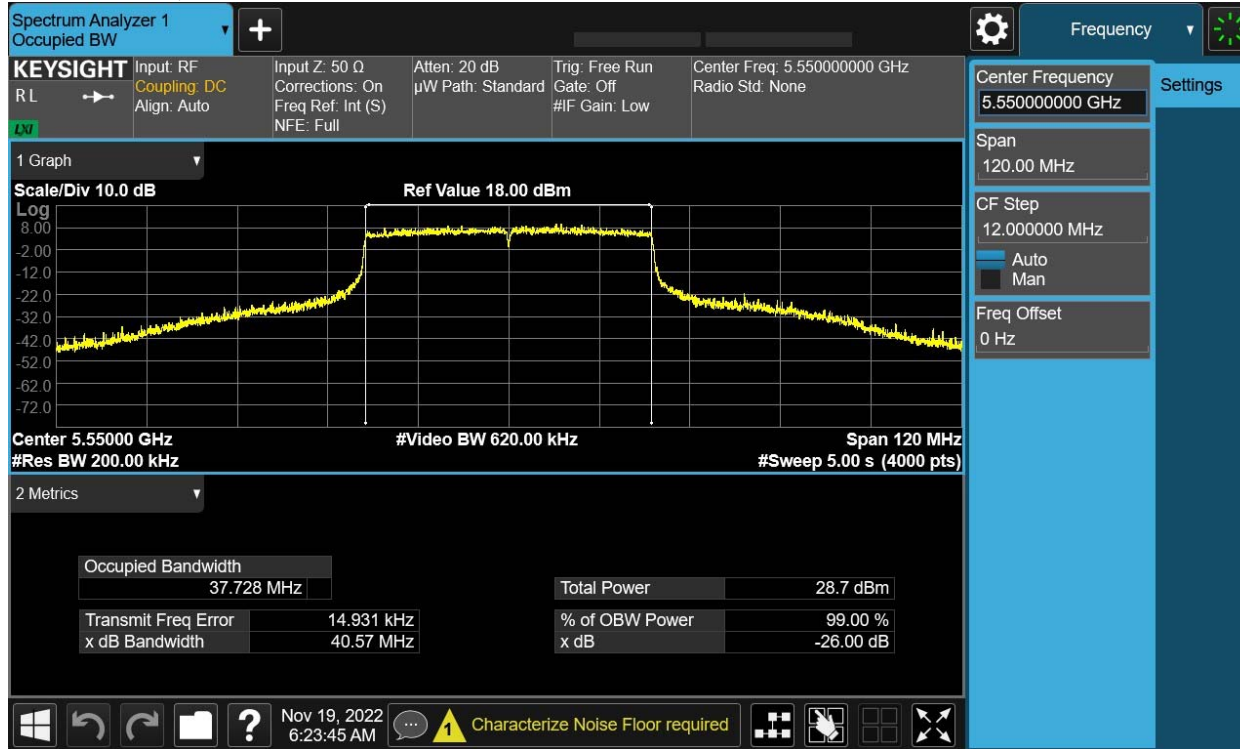 Spectrum Analyzer 1
Occupied BW
+
Frequency
KEYSIGHT
R L
LXI
Input: RF
Coupling: DC
Align: Auto
Input Z: 50 Ω
Corrections: On
Freq Ref: Int (S)
NFE: Full
Atten: 20 dB
µW Path: Standard
Trig: Free Run
Gate: Off
#IF Gain: Low
Center Freq: 5.550000000 GHz
Radio Std: None
Center Frequency
5.550000000 GHz
Settings
Span
120.00 MHz
CF Step
12.000000 MHz
Auto
Man
Freq Offset
0 Hz
1 Graph
Scale/Div 10.0 dB
Ref Value 18.00 dBm
Log
8.00
-2.00
-12.0
-22.0
-32.0
-42.0
-52.0
-62.0
-72.0
Center 5.55000 GHz
#Video BW 620.00 kHz
Span 120 MHz
#Res BW 200.00 kHz
#Sweep 5.00 s (4000 pts)
2 Metrics
Occupied Bandwidth
37.728 MHz
Total Power 28.7 dBm
Transmit Freq Error 14.931 kHz
% of OBW Power 99.00 %
x dB Bandwidth 40.57 MHz
x dB -26.00 dB
?
Nov 19, 2022
6:23:45 AM
1
Characterize Noise Floor required